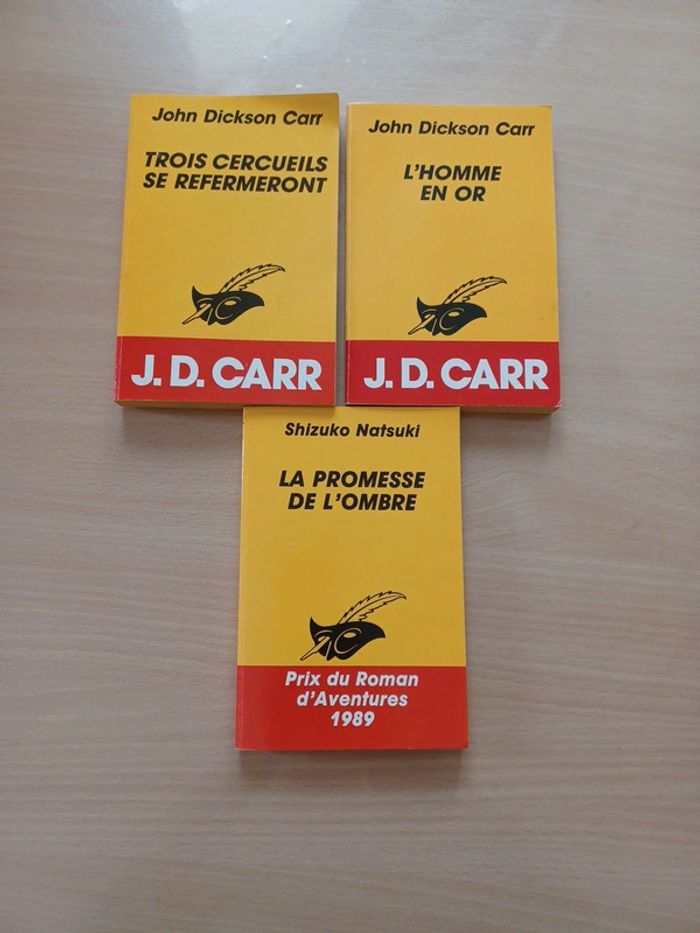 John Dickson Carr
TROIS CERCUEILS
SE REFERMERONT
J. D. CARR
John Dickson Carr
L'HOMME
EN OR
J. D. CARR
Shizuko Natsuki
LA PROMESSE
DE L'OMBRE
Prix du Roman
d'Aventures
1989